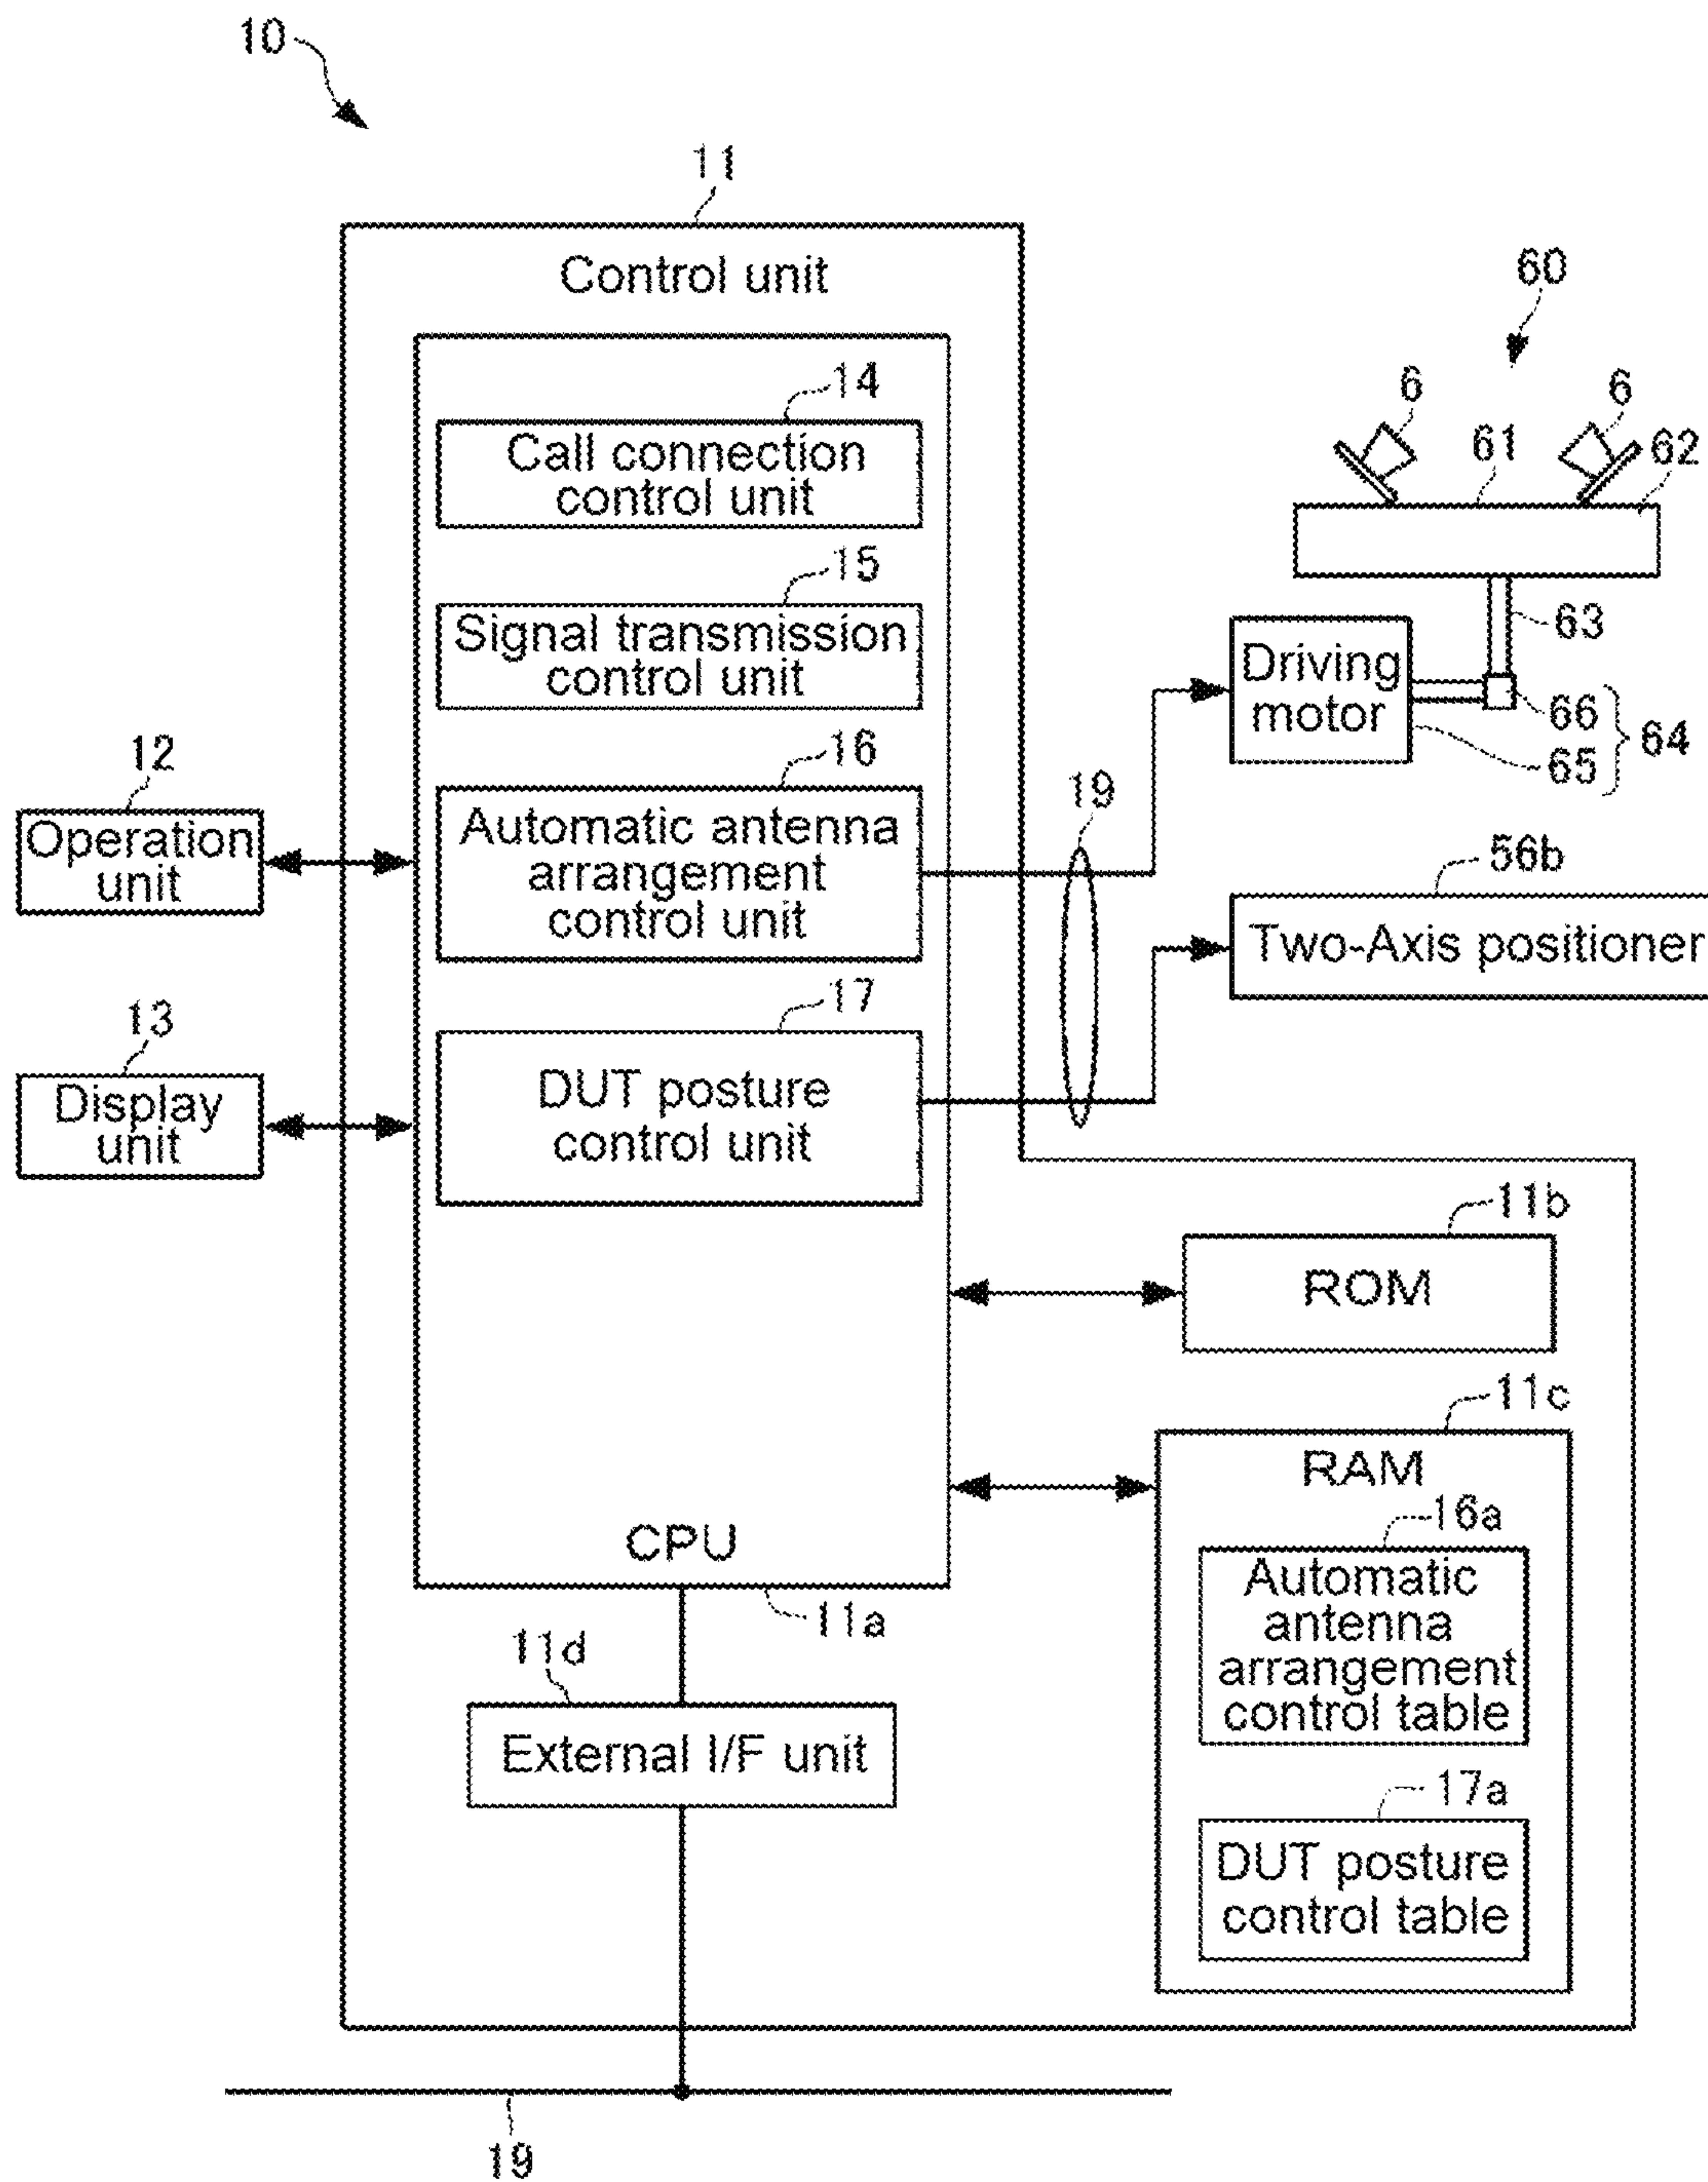 10
11
Control unit
60
14
6
6
Call connection
control unit
61
62
15
Signal transmission
control unit
63
Driving
motor
66
65
64
12
16
19
Operation
unit
Automatic antenna
arrangement
control unit
56b
Two-Axis positioner
13
17
Display
unit
DUT posture
control unit
11b
ROM
11c
RAM
CPU
16a
Automatic
antenna
arrangement
control table
11a
11d
External I/F unit
17a
DUT posture
control table
19